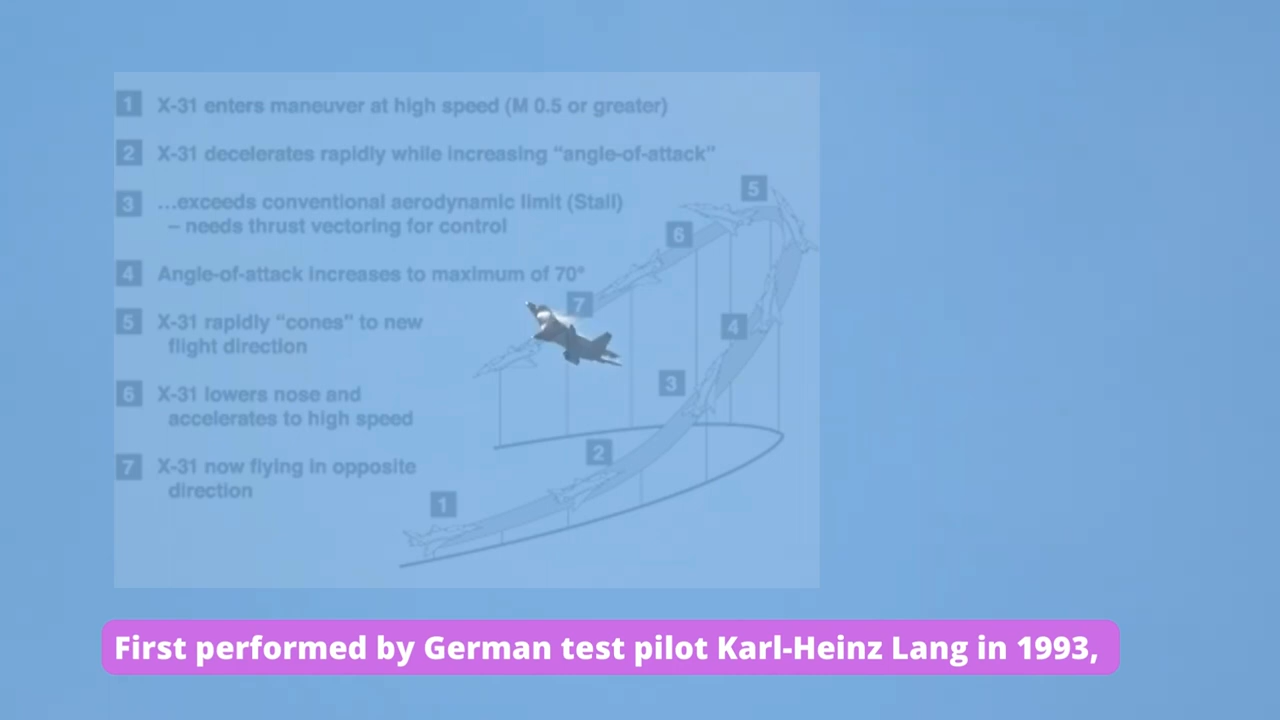 1 X-31 enters maneuver at high speed (M 0.5 or greater)
2 X-31 decelerates rapidly while increasing “angle-of-attack”
3 ...exceeds conventional aerodynamic limit (Stall)
– needs thrust vectoring for control
4 Angle-of-attack increases to maximum of 70°
5 X-31 rapidly “cones” to new
flight direction
6 X-31 lowers nose and
accelerates to high speed
7 X-31 now flying in opposite
direction
5
6
7
4
3
2
1
First performed by German test pilot Karl-Heinz Lang in 1993,